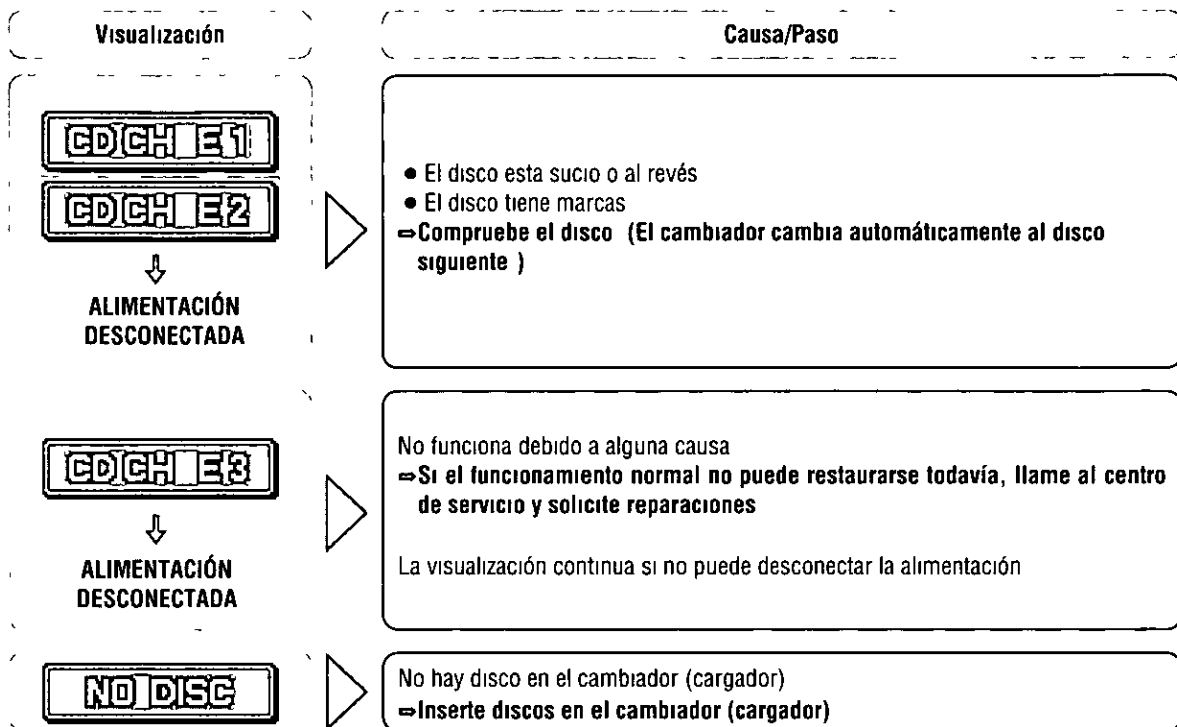 Visualización
Causa/Paso
CD CH E1
CD CH E2
ALIMENTACIÓN
DESCONECTADA
● El disco esta sucio o al revés
● El disco tiene marcas
⇨Compruebe el disco (El cambiador cambia automáticamente al disco
siguiente )
CD CH E3
ALIMENTACIÓN
DESCONECTADA
No funciona debido a alguna causa
⇨Si el funcionamiento normal no puede restaurarse todavía, llame al centro
de servicio y solicite reparaciones
La visualización continua si no puede desconectar la alimentación
NO DISC
No hay disco en el cambiador (cargador)
⇨Inserte discos en el cambiador (cargador)